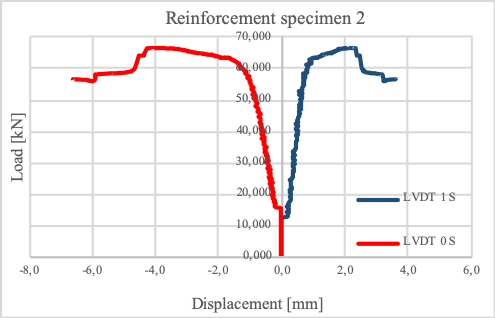 Reinforcement specimen 2
70,000
60,000
50,000
40,000
30,000
20,000
10,000
0,000
Load [kN]
LVDT 1 S
LVDT 0 S
-8,0 -6,0 -4,0 -2,0 0,0 2,0 4,0 6,0
Displacement [mm]